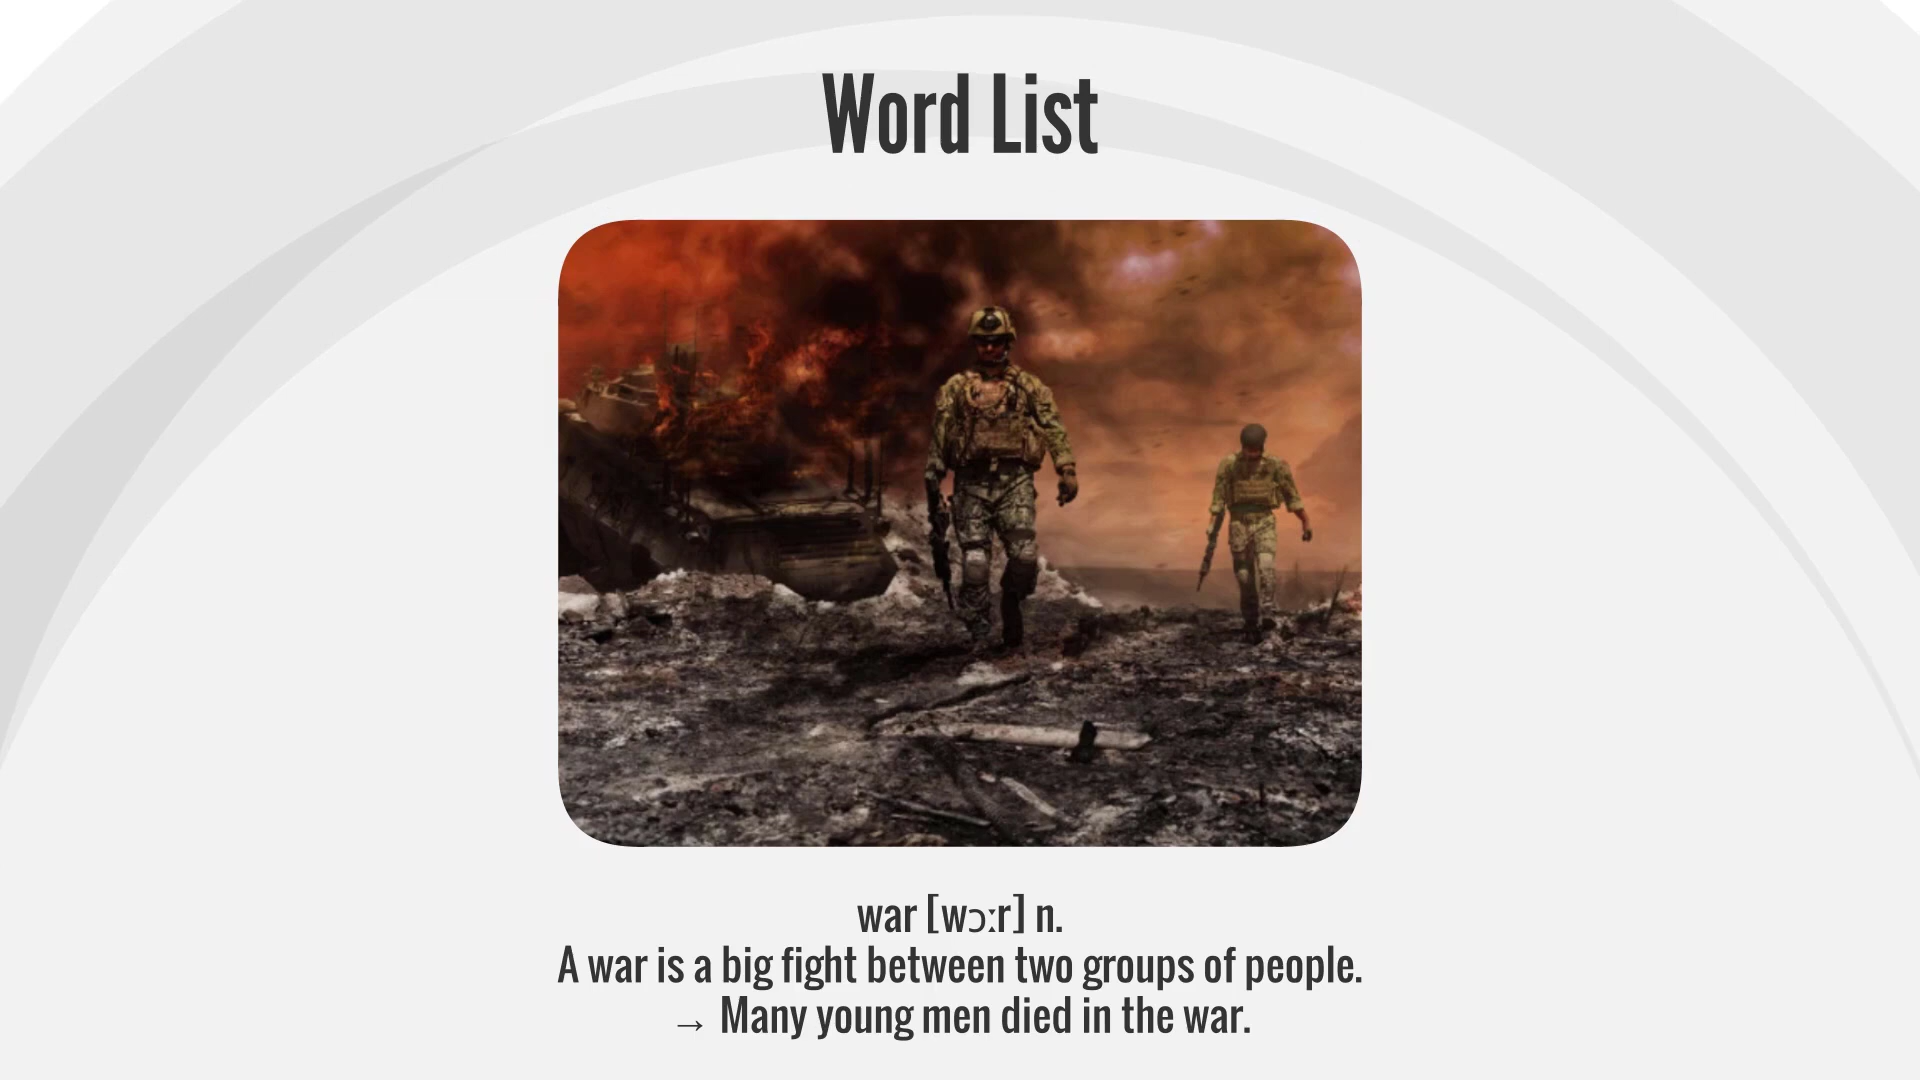 Word List
war [wɔːr] n.
A war is a big fight between two groups of people.
→ Many young men died in the war.